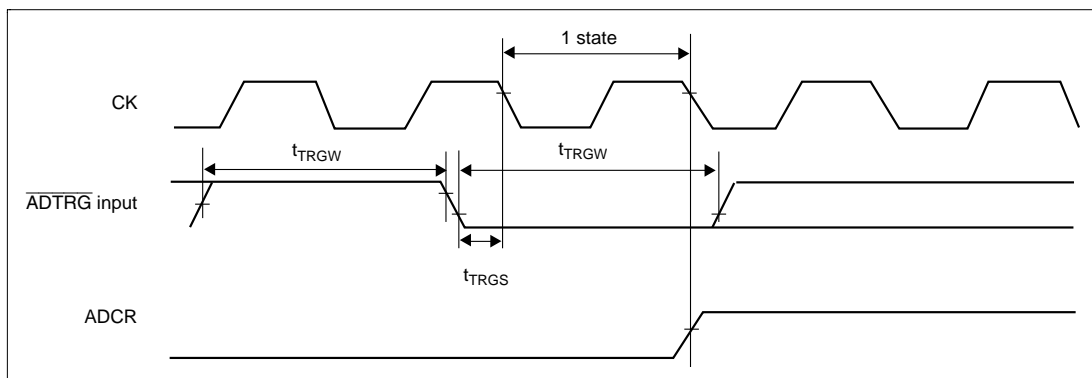 1 state
CK
tTRGW
tTRGW
ADTRG input
tTRGS
ADCR